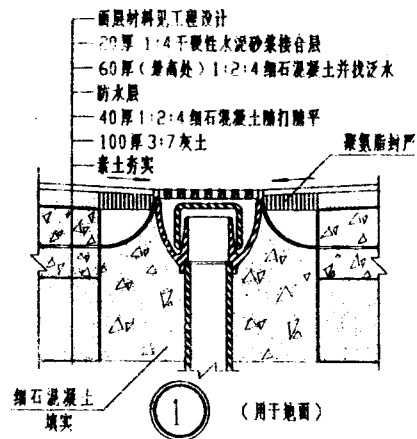 面层材料见工程设计
20厚 1:4干硬性水泥砂浆接合层
60厚(最高处)1:2:4细石混凝土并找泛水
防水层
40厚1:2:4细石混凝土随打随平
100厚3:7灰土
素土夯实
聚氨脂封严
细石混凝土
填实
1
(用于地面)